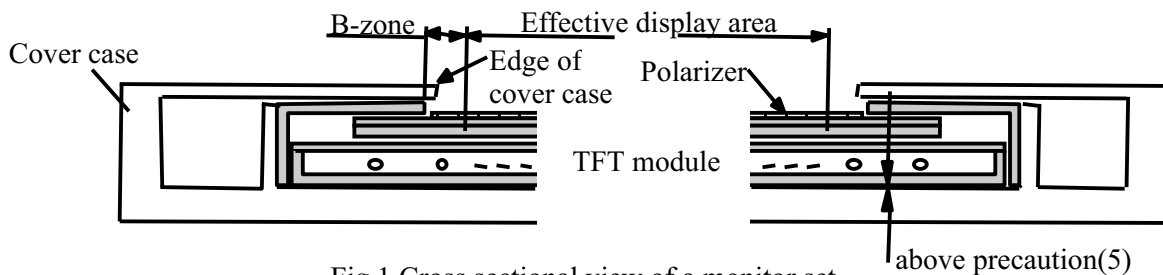 B-zone
Effective display area
Cover case
Edge of
cover case
Polarizer
TFT module
above precaution(5)
Fig.1 Cross sectional view of a monitor set